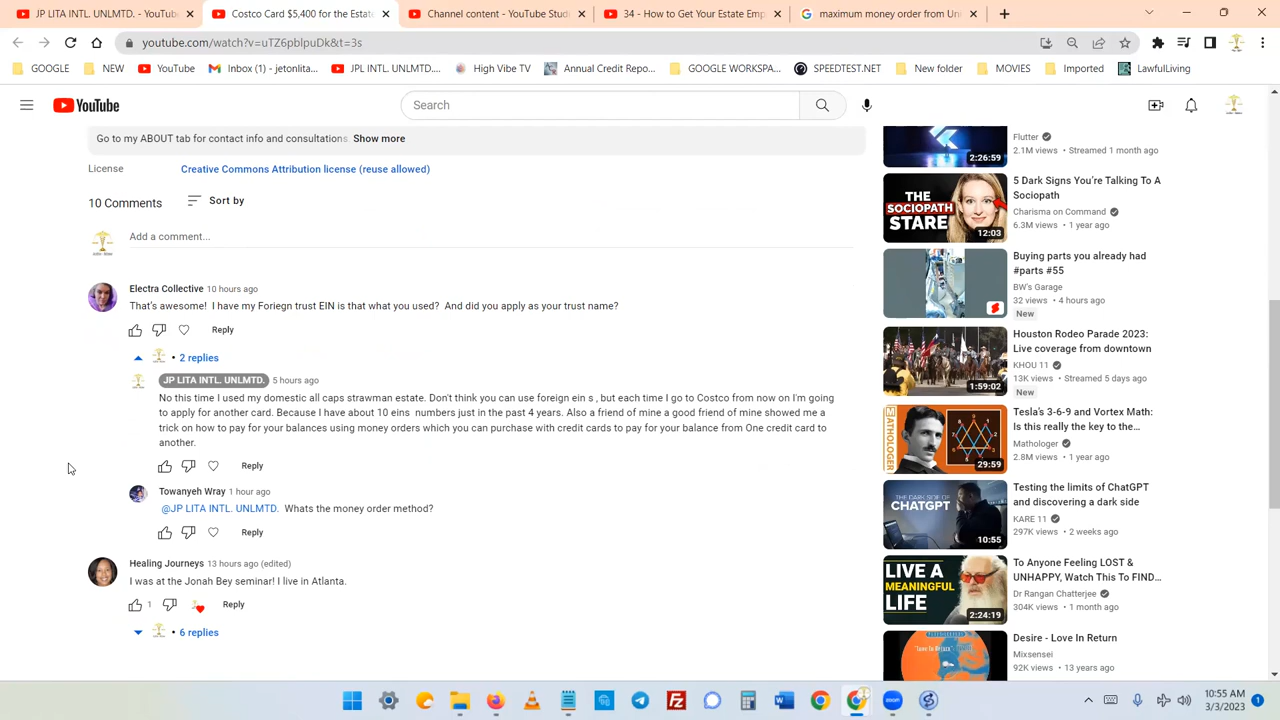 JP LITA INTL. UNLMTD. - YouTube
Costco Card $5,400 for the Estat
Channel content - YouTube Studi
34 - How to Get Your Estate Emp
maximum money order from Uni
youtube.com/watch?v=uTZ6pbIpuDk&t=3s
GOOGLE
NEW
YouTube
Inbox (1) - jetonlita...
JPL INTL. UNLMTD....
High Vibe TV
Annual Credit Repo...
GOOGLE WORKSPA...
SPEEDTEST.NET
New folder
MOVIES
Imported
LawfulLiving
YouTube
Search
Go to my ABOUT tab for contact info and consultations Show more
License
Creative Commons Attribution license (reuse allowed)
10 Comments
Sort by
Add a comment...
Electra Collective 10 hours ago
That's awesome! I have my Foriegn trust EIN is that what you used? And did you apply as your trust name?
Reply
2 replies
JP LITA INTL. UNLMTD. 5 hours ago
No this time I used my domestic all caps strawman estate. Don't think you can use foreign ein s , but each time I go to Costco from now on I'm going
to apply for another card. Because I have about 10 eins numbers just in the past 4 years. Also a friend of mine a good friend of mine showed me a
trick on how to pay for your balances using money orders which you can purchase with credit cards to pay for your balance from One credit card to
another.
Reply
Towanyeh Wray 1 hour ago
@JP LITA INTL. UNLMTD. Whats the money order method?
Reply
Healing Journeys 13 hours ago (edited)
I was at the Jonah Bey seminar! I live in Atlanta.
1
Reply
6 replies
2:26:59
Flutter
2.1M views • Streamed 1 month ago
THE
SOCIOPATH
STARE
12:03
5 Dark Signs You're Talking To A
Sociopath
Charisma on Command
6.3M views • 1 year ago
Buying parts you already had
#parts #55
BW's Garage
32 views • 4 hours ago
New
1:59:02
Houston Rodeo Parade 2023:
Live coverage from downtown
KHOU 11
13K views • Streamed 5 days ago
New
MATHOLOGER
29:59
Tesla's 3-6-9 and Vortex Math:
Is this really the key to the...
Mathologer
2.8M views • 1 year ago
THE DARK SIDE OF
CHATGPT
10:55
Testing the limits of ChatGPT
and discovering a dark side
KARE 11
297K views • 2 weeks ago
LIVE A
MEANINGFUL
LIFE
2:24:19
To Anyone Feeling LOST &
UNHAPPY, Watch This To FIND...
Dr Rangan Chatterjee
304K views • 1 month ago
Desire - Love In Return
Mixsensei
92K views • 13 years ago
10:55 AM
3/3/2023
1